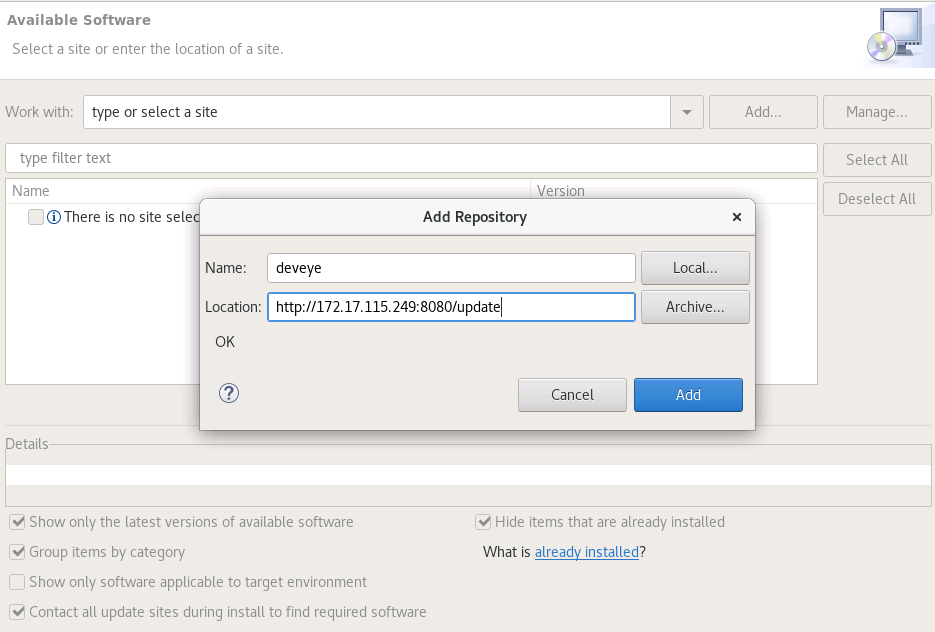 Available Software
Select a site or enter the location of a site.
Work with: type or select a site Add... Manage...
type filter text Select All
Name Version Deselect All
There is no site selec
Add Repository
Name: deveye Local...
Location: http://172.17.115.249:8080/update Archive...
OK
? Cancel Add
Details
Show only the latest versions of available software Hide items that are already installed
Group items by category What is already installed?
Show only software applicable to target environment
Contact all update sites during install to find required software